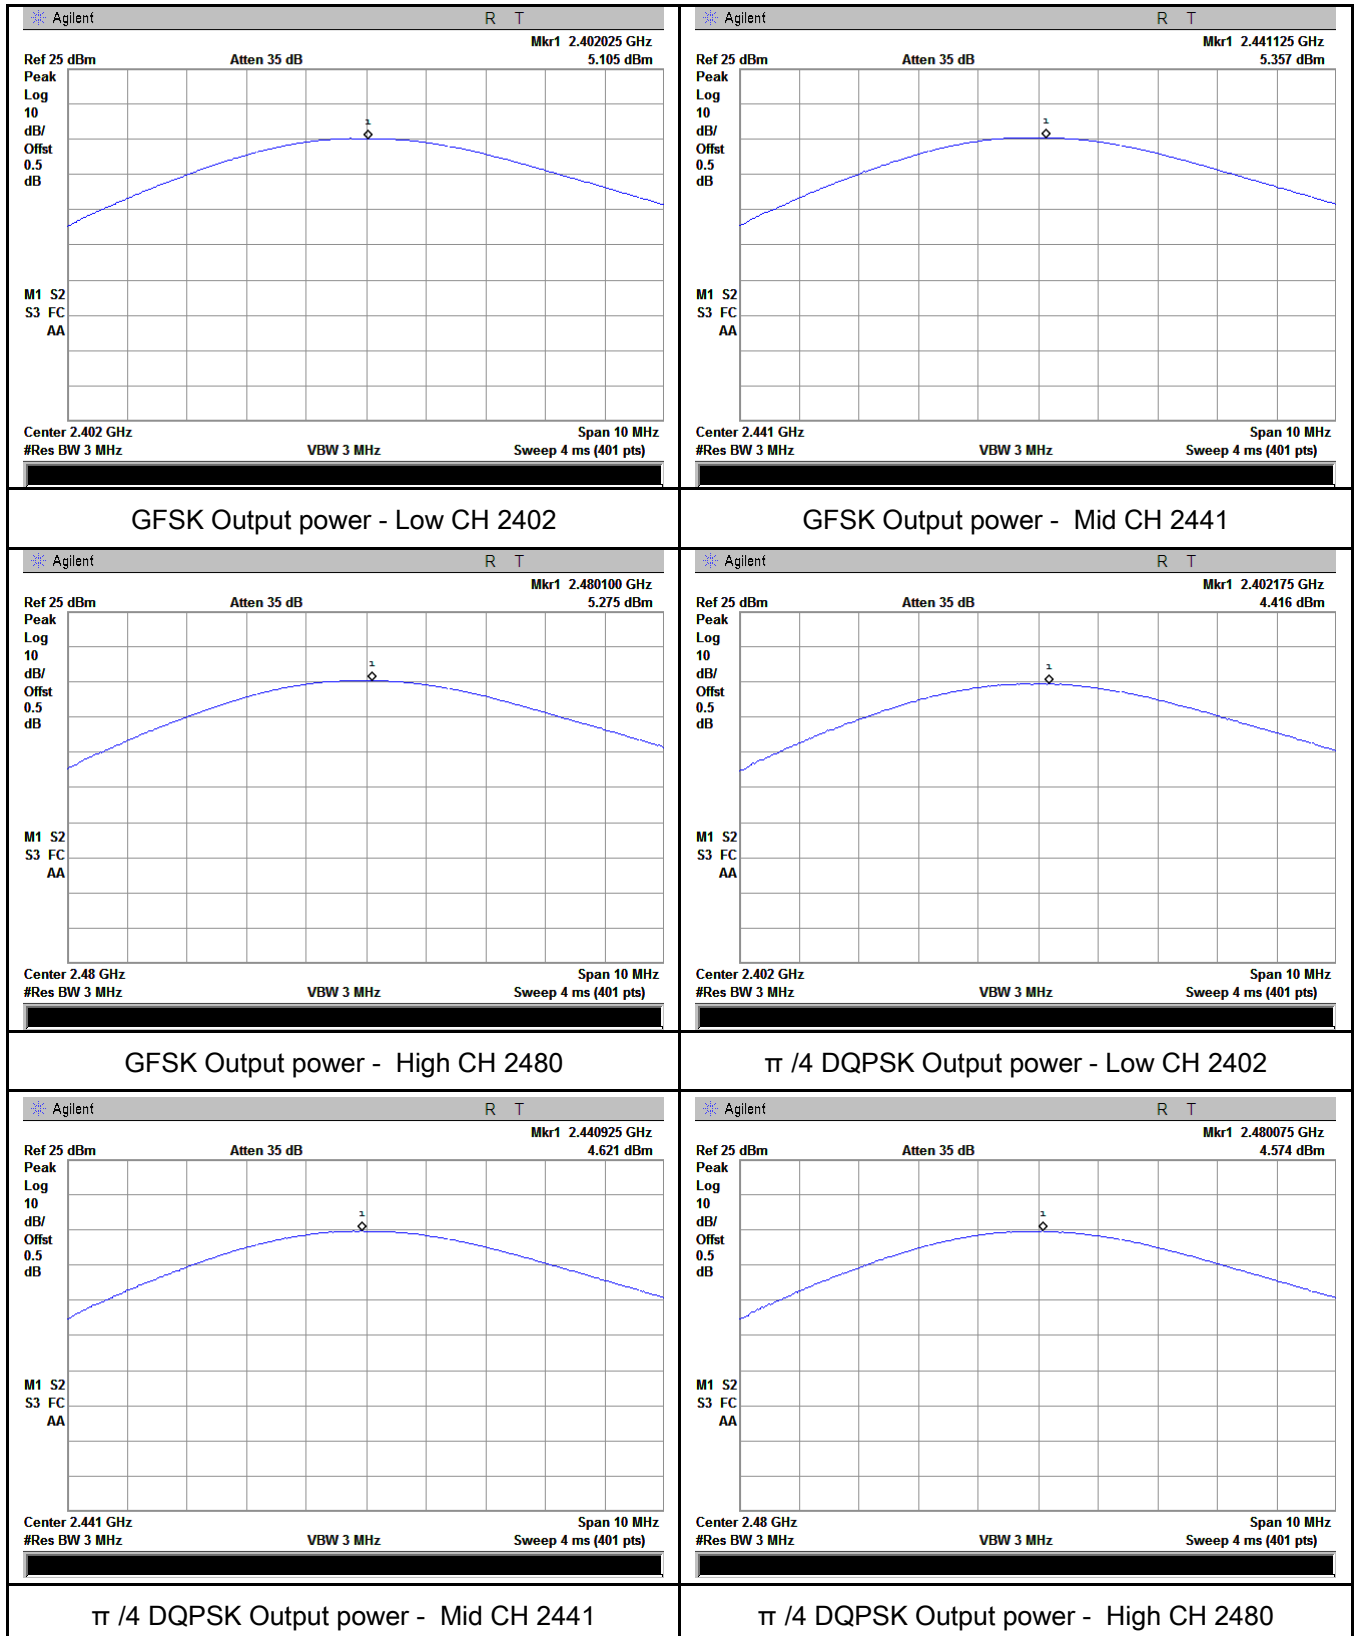 Agilent R T
Mkr1 2.402025 GHz
Ref 25 dBm Atten 35 dB 5.105 dBm
Peak
Log
10
dB/
Offst
0.5
dB
1
M1 S2
S3 FC
AA
Center 2.402 GHz Span 10 MHz
#Res BW 3 MHz VBW 3 MHz Sweep 4 ms (401 pts)
GFSK Output power - Low CH 2402
Agilent R T
Mkr1 2.441125 GHz
Ref 25 dBm Atten 35 dB 5.357 dBm
Peak
Log
10
dB/
Offst
0.5
dB
1
M1 S2
S3 FC
AA
Center 2.441 GHz Span 10 MHz
#Res BW 3 MHz VBW 3 MHz Sweep 4 ms (401 pts)
GFSK Output power - Mid CH 2441
Agilent R T
Mkr1 2.480100 GHz
Ref 25 dBm Atten 35 dB 5.275 dBm
Peak
Log
10
dB/
Offst
0.5
dB
1
M1 S2
S3 FC
AA
Center 2.48 GHz Span 10 MHz
#Res BW 3 MHz VBW 3 MHz Sweep 4 ms (401 pts)
GFSK Output power - High CH 2480
Agilent R T
Mkr1 2.402175 GHz
Ref 25 dBm Atten 35 dB 4.416 dBm
Peak
Log
10
dB/
Offst
0.5
dB
1
M1 S2
S3 FC
AA
Center 2.402 GHz Span 10 MHz
#Res BW 3 MHz VBW 3 MHz Sweep 4 ms (401 pts)
π /4 DQPSK Output power - Low CH 2402
Agilent R T
Mkr1 2.440925 GHz
Ref 25 dBm Atten 35 dB 4.621 dBm
Peak
Log
10
dB/
Offst
0.5
dB
1
M1 S2
S3 FC
AA
Center 2.441 GHz Span 10 MHz
#Res BW 3 MHz VBW 3 MHz Sweep 4 ms (401 pts)
π /4 DQPSK Output power - Mid CH 2441
Agilent R T
Mkr1 2.480075 GHz
Ref 25 dBm Atten 35 dB 4.574 dBm
Peak
Log
10
dB/
Offst
0.5
dB
1
M1 S2
S3 FC
AA
Center 2.48 GHz Span 10 MHz
#Res BW 3 MHz VBW 3 MHz Sweep 4 ms (401 pts)
π /4 DQPSK Output power - High CH 2480